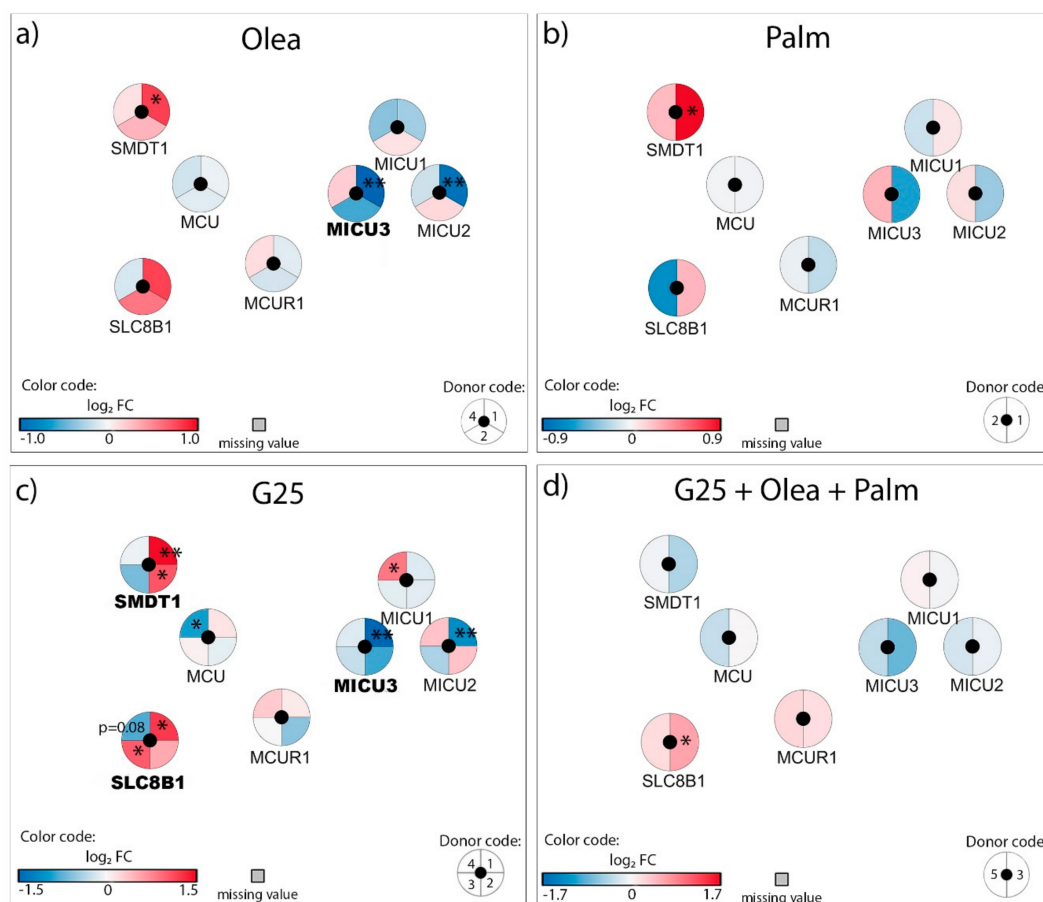 a)
Olea
*
SMDT1
MCU
MICU1
**
**
MICU3
MICU2
MCUR1
SLC8B1
Color code:
log₂ FC
-1.0
0
1.0
missing value
Donor code:
4
1
2
b)
Palm
*
SMDT1
MCU
MICU1
MICU3
MICU2
MCUR1
SLC8B1
Color code:
log₂ FC
-0.9
0
0.9
missing value
Donor code:
2
1
c)
G25
**
*
SMDT1
*
MCU
*
MICU1
**
**
MICU3
MICU2
MCUR1
p=0.08
*
*
SLC8B1
Color code:
log₂ FC
-1.5
0
1.5
missing value
Donor code:
4
1
3
2
d)
G25 + Olea + Palm
SMDT1
MCU
MICU1
MICU3
MICU2
MCUR1
*
SLC8B1
Color code:
log₂ FC
-1.7
0
1.7
missing value
Donor code:
5
3